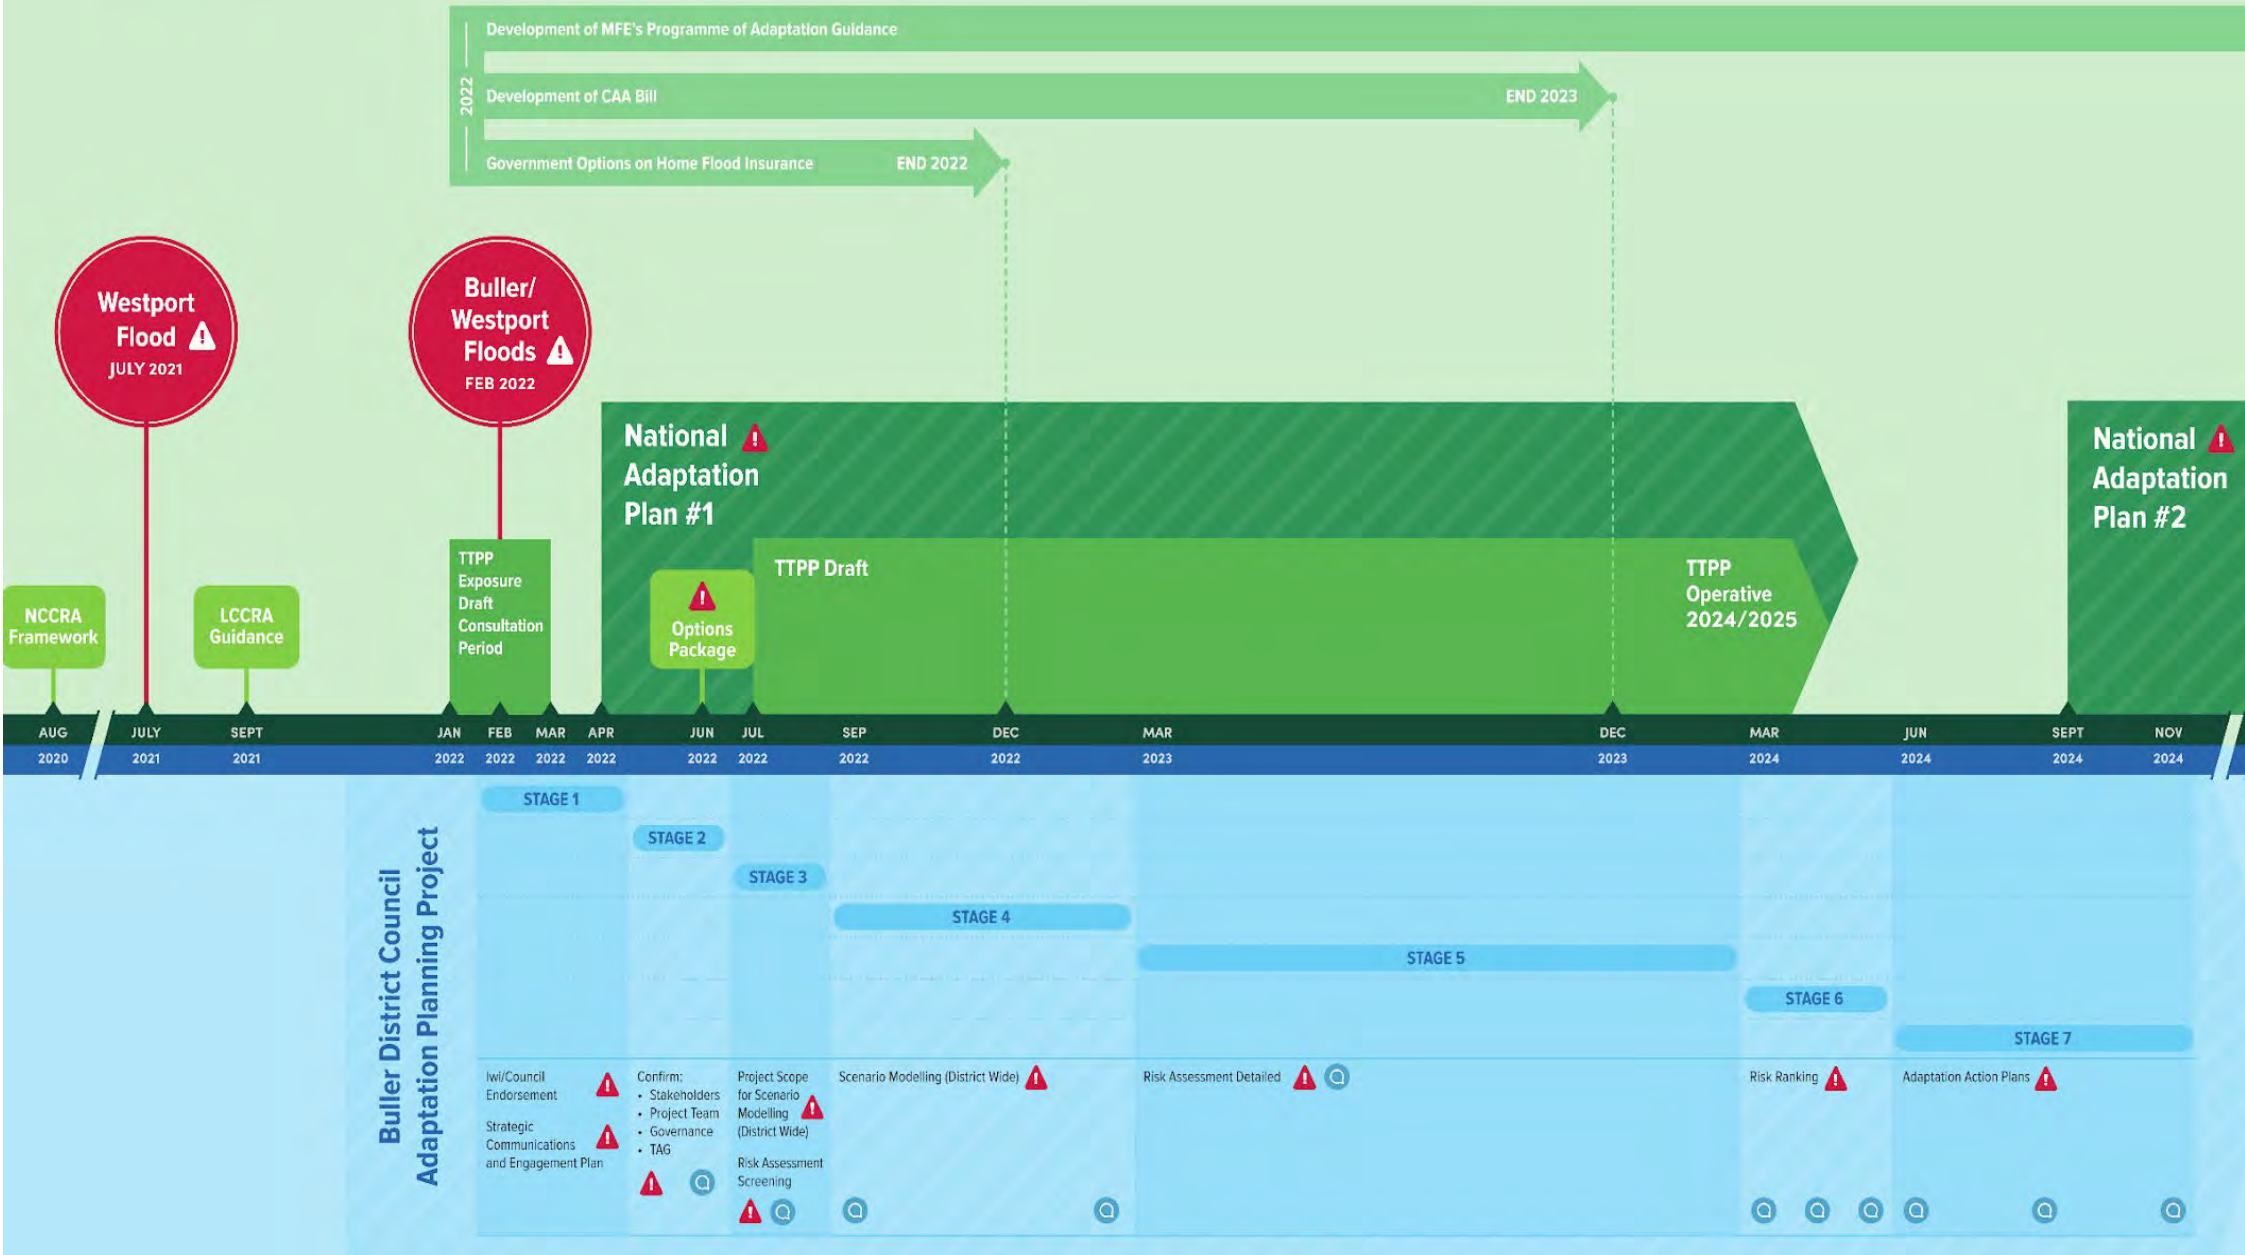 Development of MFE's Programme of Adaptation Guidance
2022
Development of CAA Bill
END 2023
Government Options on Home Flood Insurance
END 2022
Westport
Flood
JULY 2021
Buller/
Westport
Floods
FEB 2022
National
Adaptation
Plan #1
National
Adaptation
Plan #2
NCCRA
Framework
LCCRA
Guidance
TTPP
Exposure
Draft
Consultation
Period
Options
Package
TTPP Draft
TTPP
Operative
2024/2025
AUG JULY SEPT JAN FEB MAR APR JUN JUL SEP DEC MAR DEC MAR JUN SEPT NOV
2020 2021 2021 2022 2022 2022 2022 2022 2022 2022 2022 2023 2023 2024 2024 2024 2024
Buller District Council
Adaptation Planning Project
STAGE 1
STAGE 2
STAGE 3
STAGE 4
STAGE 5
STAGE 6
STAGE 7
Iwi/Council
Endorsement
Strategic
Communications
and Engagement Plan
Confirm:
• Stakeholders
• Project Team
• Governance
• TAG
Project Scope
for Scenario
Modelling
(District Wide)
Risk Assessment
Screening
Scenario Modelling (District Wide)
Risk Assessment Detailed
Risk Ranking
Adaptation Action Plans